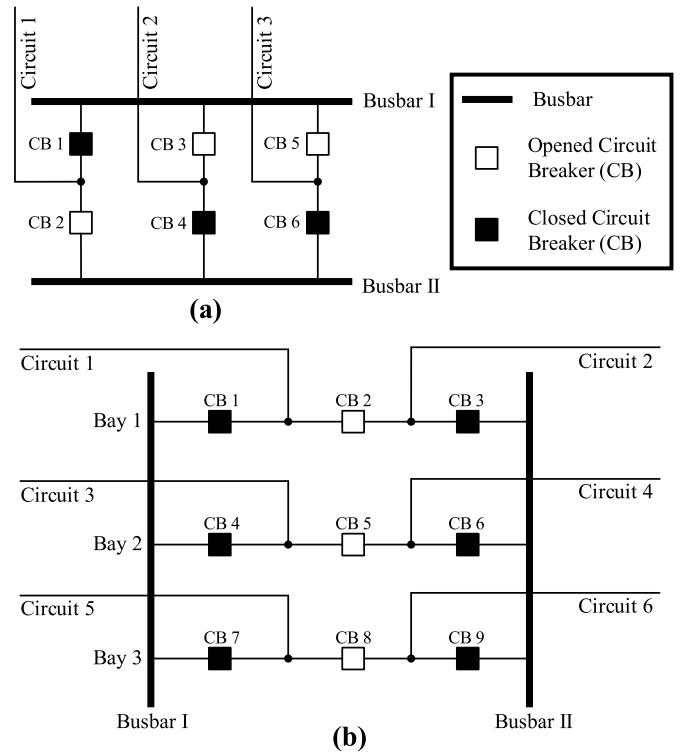 Circuit 1
Circuit 2
Circuit 3
Busbar I
CB 1
CB 3
CB 5
CB 2
CB 4
CB 6
Busbar II
(a)
Busbar
Opened Circuit
Breaker (CB)
Closed Circuit
Breaker (CB)
Circuit 1
Circuit 2
CB 1
CB 2
CB 3
Bay 1
Circuit 3
Circuit 4
CB 4
CB 5
CB 6
Bay 2
Circuit 5
Circuit 6
CB 7
CB 8
CB 9
Bay 3
Busbar I
Busbar II
(b)